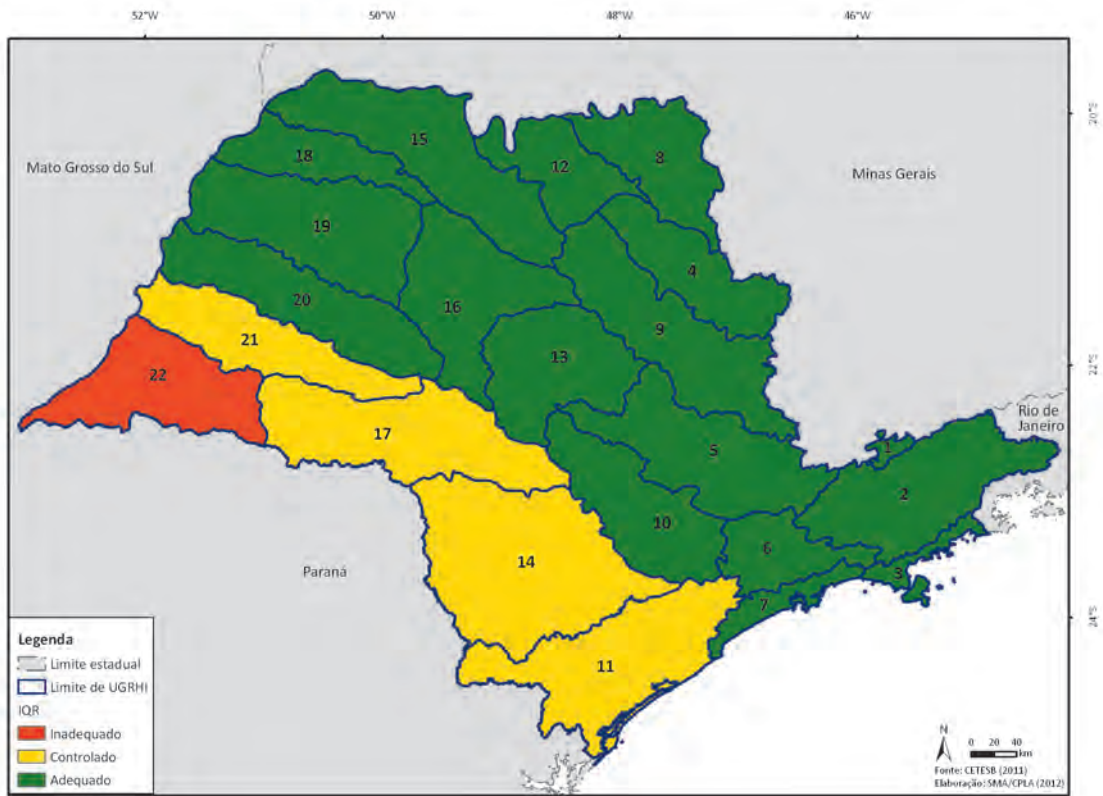 52°W
50°W
48°W
46°W
20°S
22°S
24°S
Mato Grosso do Sul
Minas Gerais
Rio de
Janeiro
Paraná
15
18
12
8
19
4
20
16
9
21
13
22
17
5
1
2
10
6
14
3
7
11
Legenda
Limite estadual
Limite de UGRHI
IQR
Inadequado
Controlado
Adequado
N
0 20 40
km
Fonte: CETESB (2011)
Elaboração: SMA/CPLA (2012)